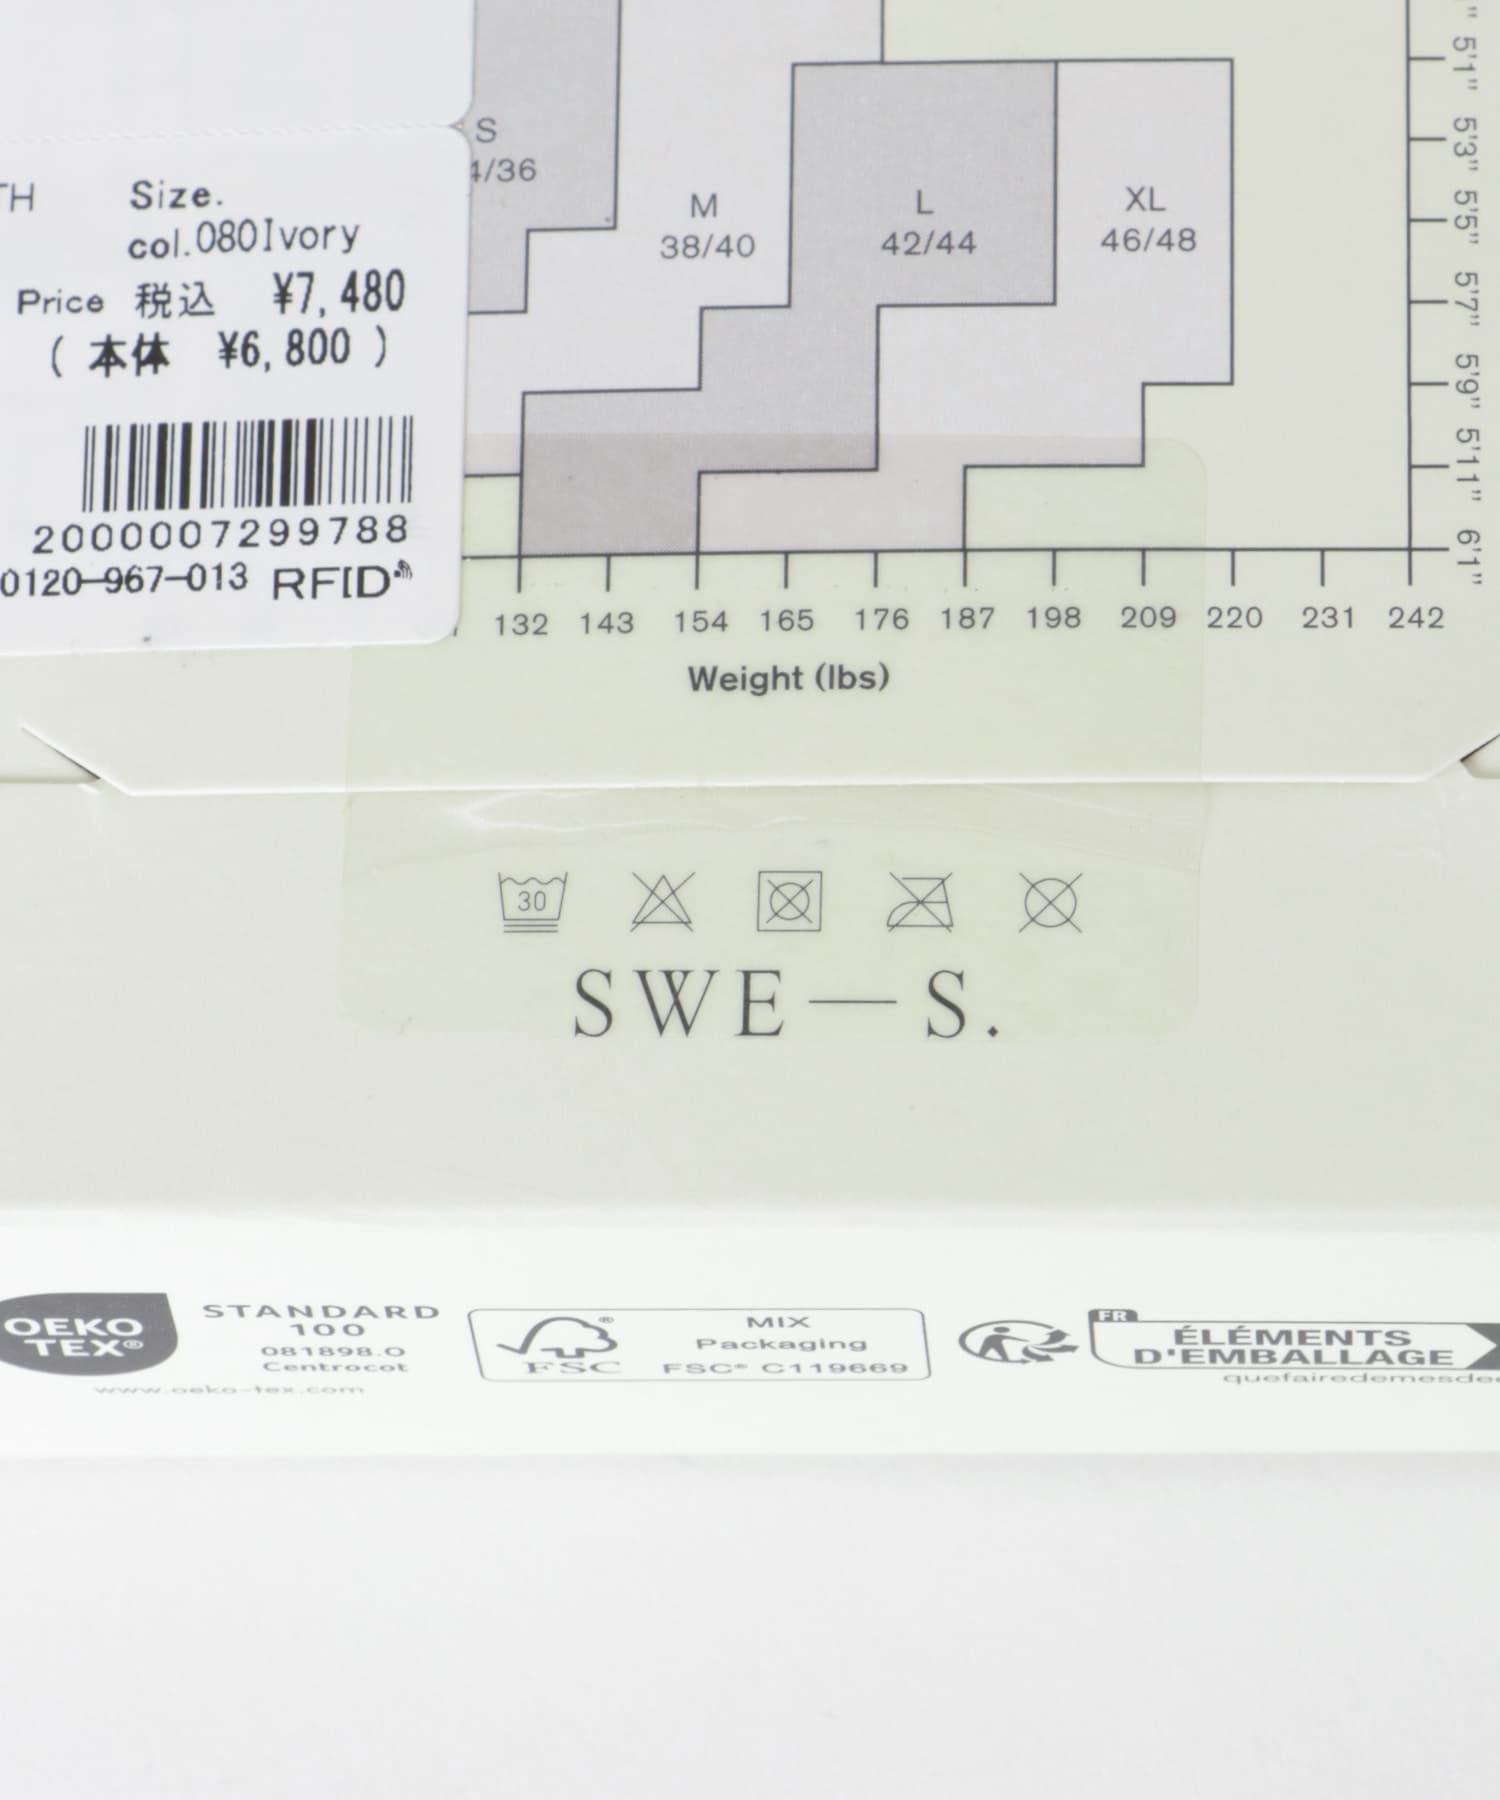 TH Size.
col.080Ivory
Price 税込 ¥7,480
( 本体 ¥6,800 )
2000007299788
0120-967-013 RFID
S
4/36
M
38/40
L
42/44
XL
46/48
5'1"
5'3"
5'5"
5'7"
5'9"
5'11"
6'1"
132 143 154 165 176 187 198 209 220 231 242
Weight (lbs)
30
SWE—S.
OEKO
TEX®
STANDARD
100
081898.O
Centrocot
www.oeko-tex.com
FSC
®
MIX
Packaging
FSC® C119669
FR
ÉLÉMENTS
D'EMBALLAGE
quefairedemesde